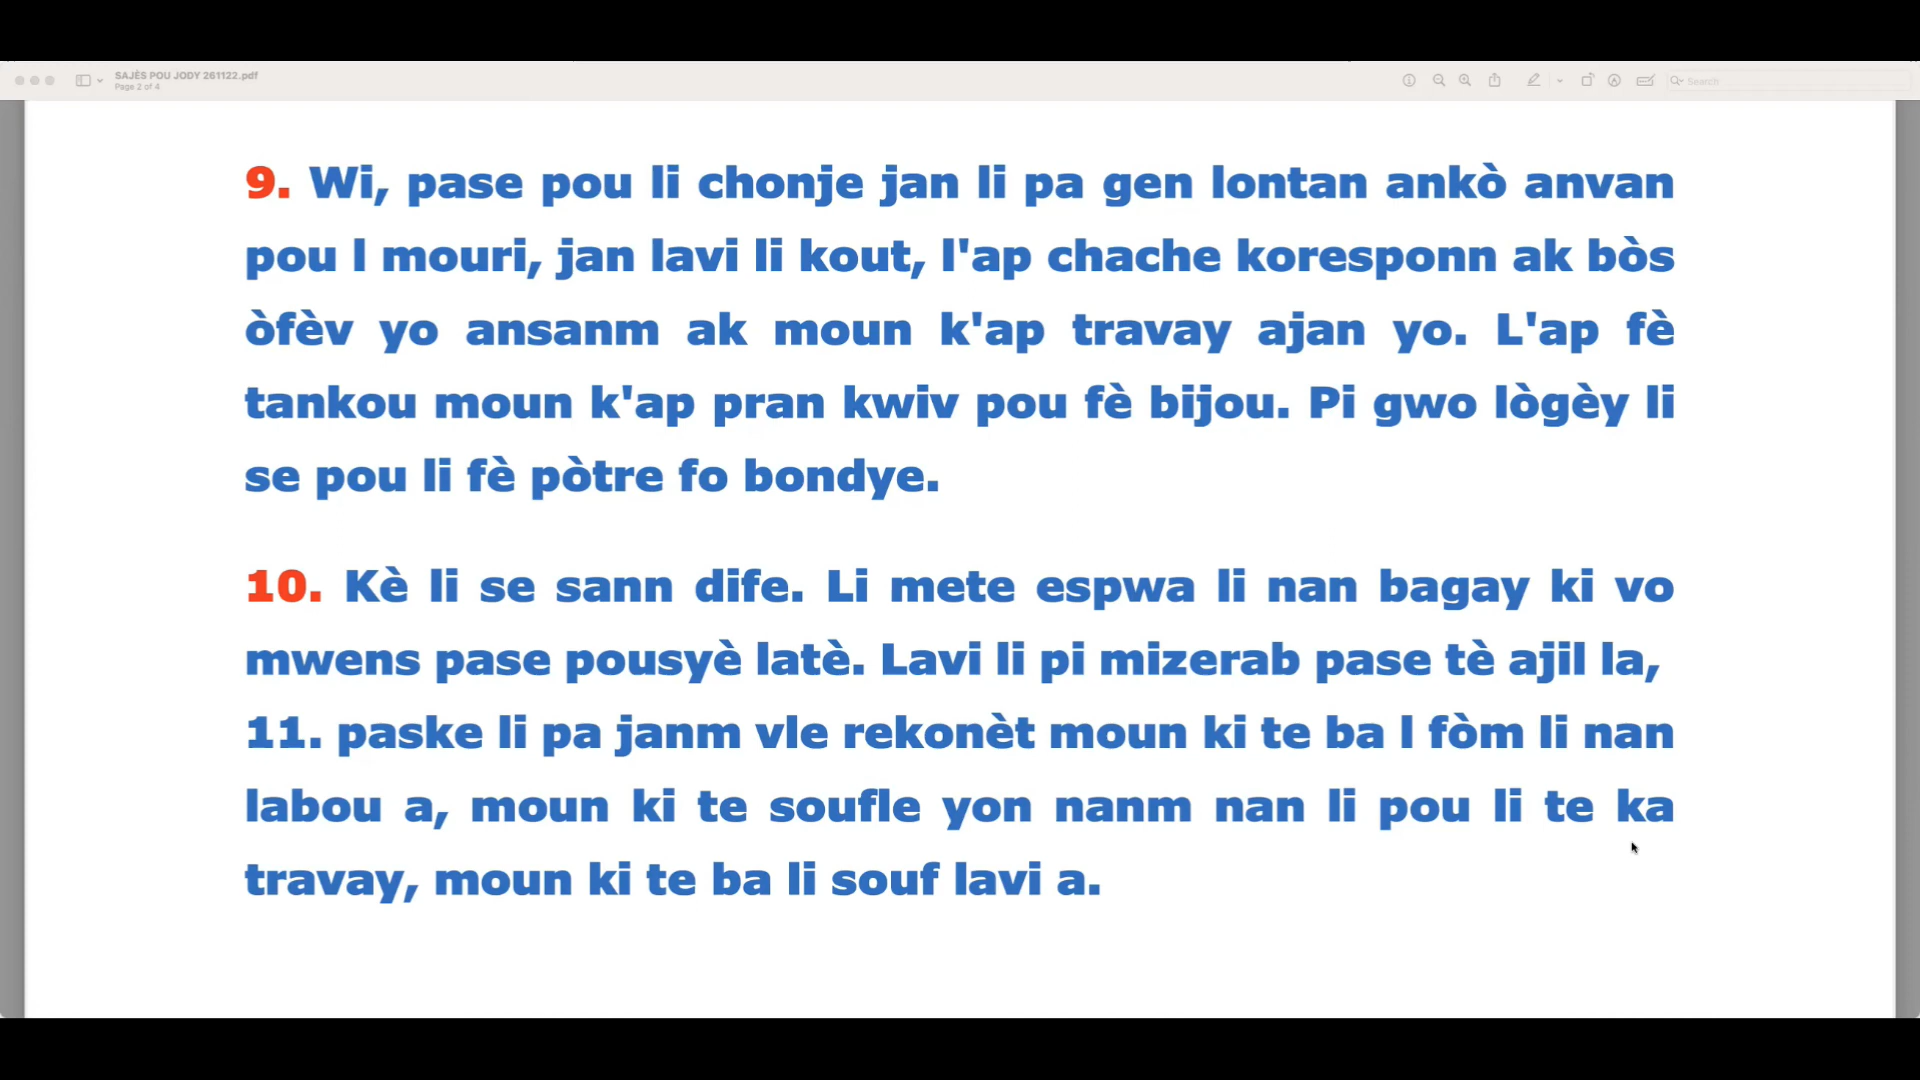 SAJÈS POU JODY 261122.pdf
Page 2 of 4
Search
9. Wi, pase pou li chonje jan li pa gen lontan ankò anvan
pou l mouri, jan lavi li kout, l'ap chache koresponn ak bòs
òfèv yo ansanm ak moun k'ap travay ajan yo. L'ap fè
tankou moun k'ap pran kwiv pou fè bijou. Pi gwo lògèy li
se pou li fè pòtre fo bondye.
10. Kè li se sann dife. Li mete espwa li nan bagay ki vo
mwens pase pousyè latè. Lavi li pi mizerab pase tè ajil la,
11. paske li pa janm vle rekonèt moun ki te ba l fòm li nan
labou a, moun ki te soufle yon nanm nan li pou li te ka
travay, moun ki te ba li souf lavi a.